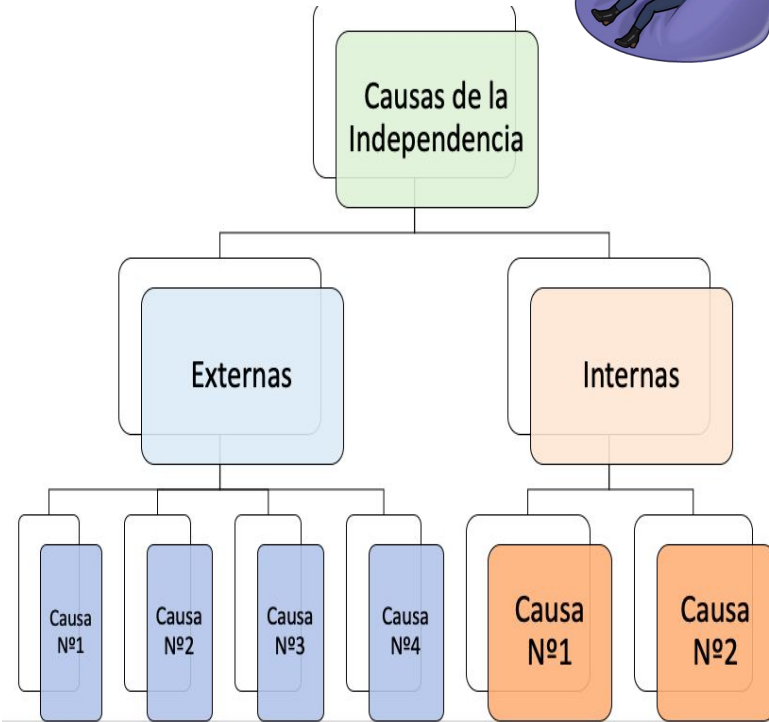 Causas de la
Independencia
Externas
Internas
Causa
Nº1
Causa
Nº2
Causa
Nº3
Causa
Nº4
Causa
Nº1
Causa
Nº2